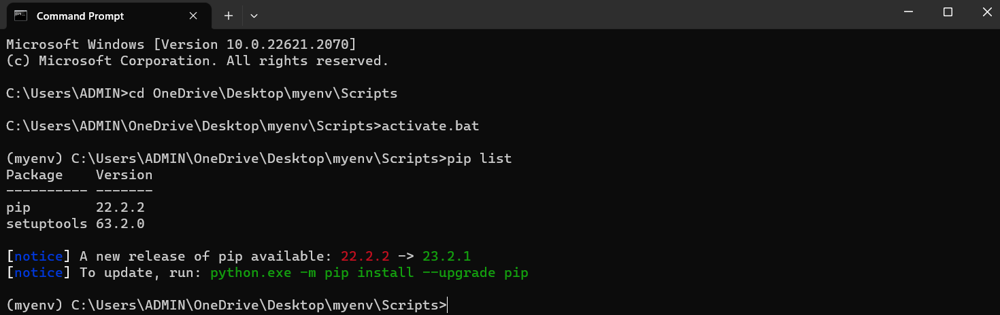 Command Prompt
Microsoft Windows [Version 10.0.22621.2070]
(c) Microsoft Corporation. All rights reserved.
C:\Users\ADMIN>cd OneDrive\Desktop\myenv\Scripts
C:\Users\ADMIN\OneDrive\Desktop\myenv\Scripts>activate.bat
(myenv) C:\Users\ADMIN\OneDrive\Desktop\myenv\Scripts>pip list
Package    Version
---------- -------
pip        22.2.2
setuptools 63.2.0
[notice] A new release of pip available: 22.2.2 -> 23.2.1
[notice] To update, run: python.exe -m pip install --upgrade pip
(myenv) C:\Users\ADMIN\OneDrive\Desktop\myenv\Scripts>